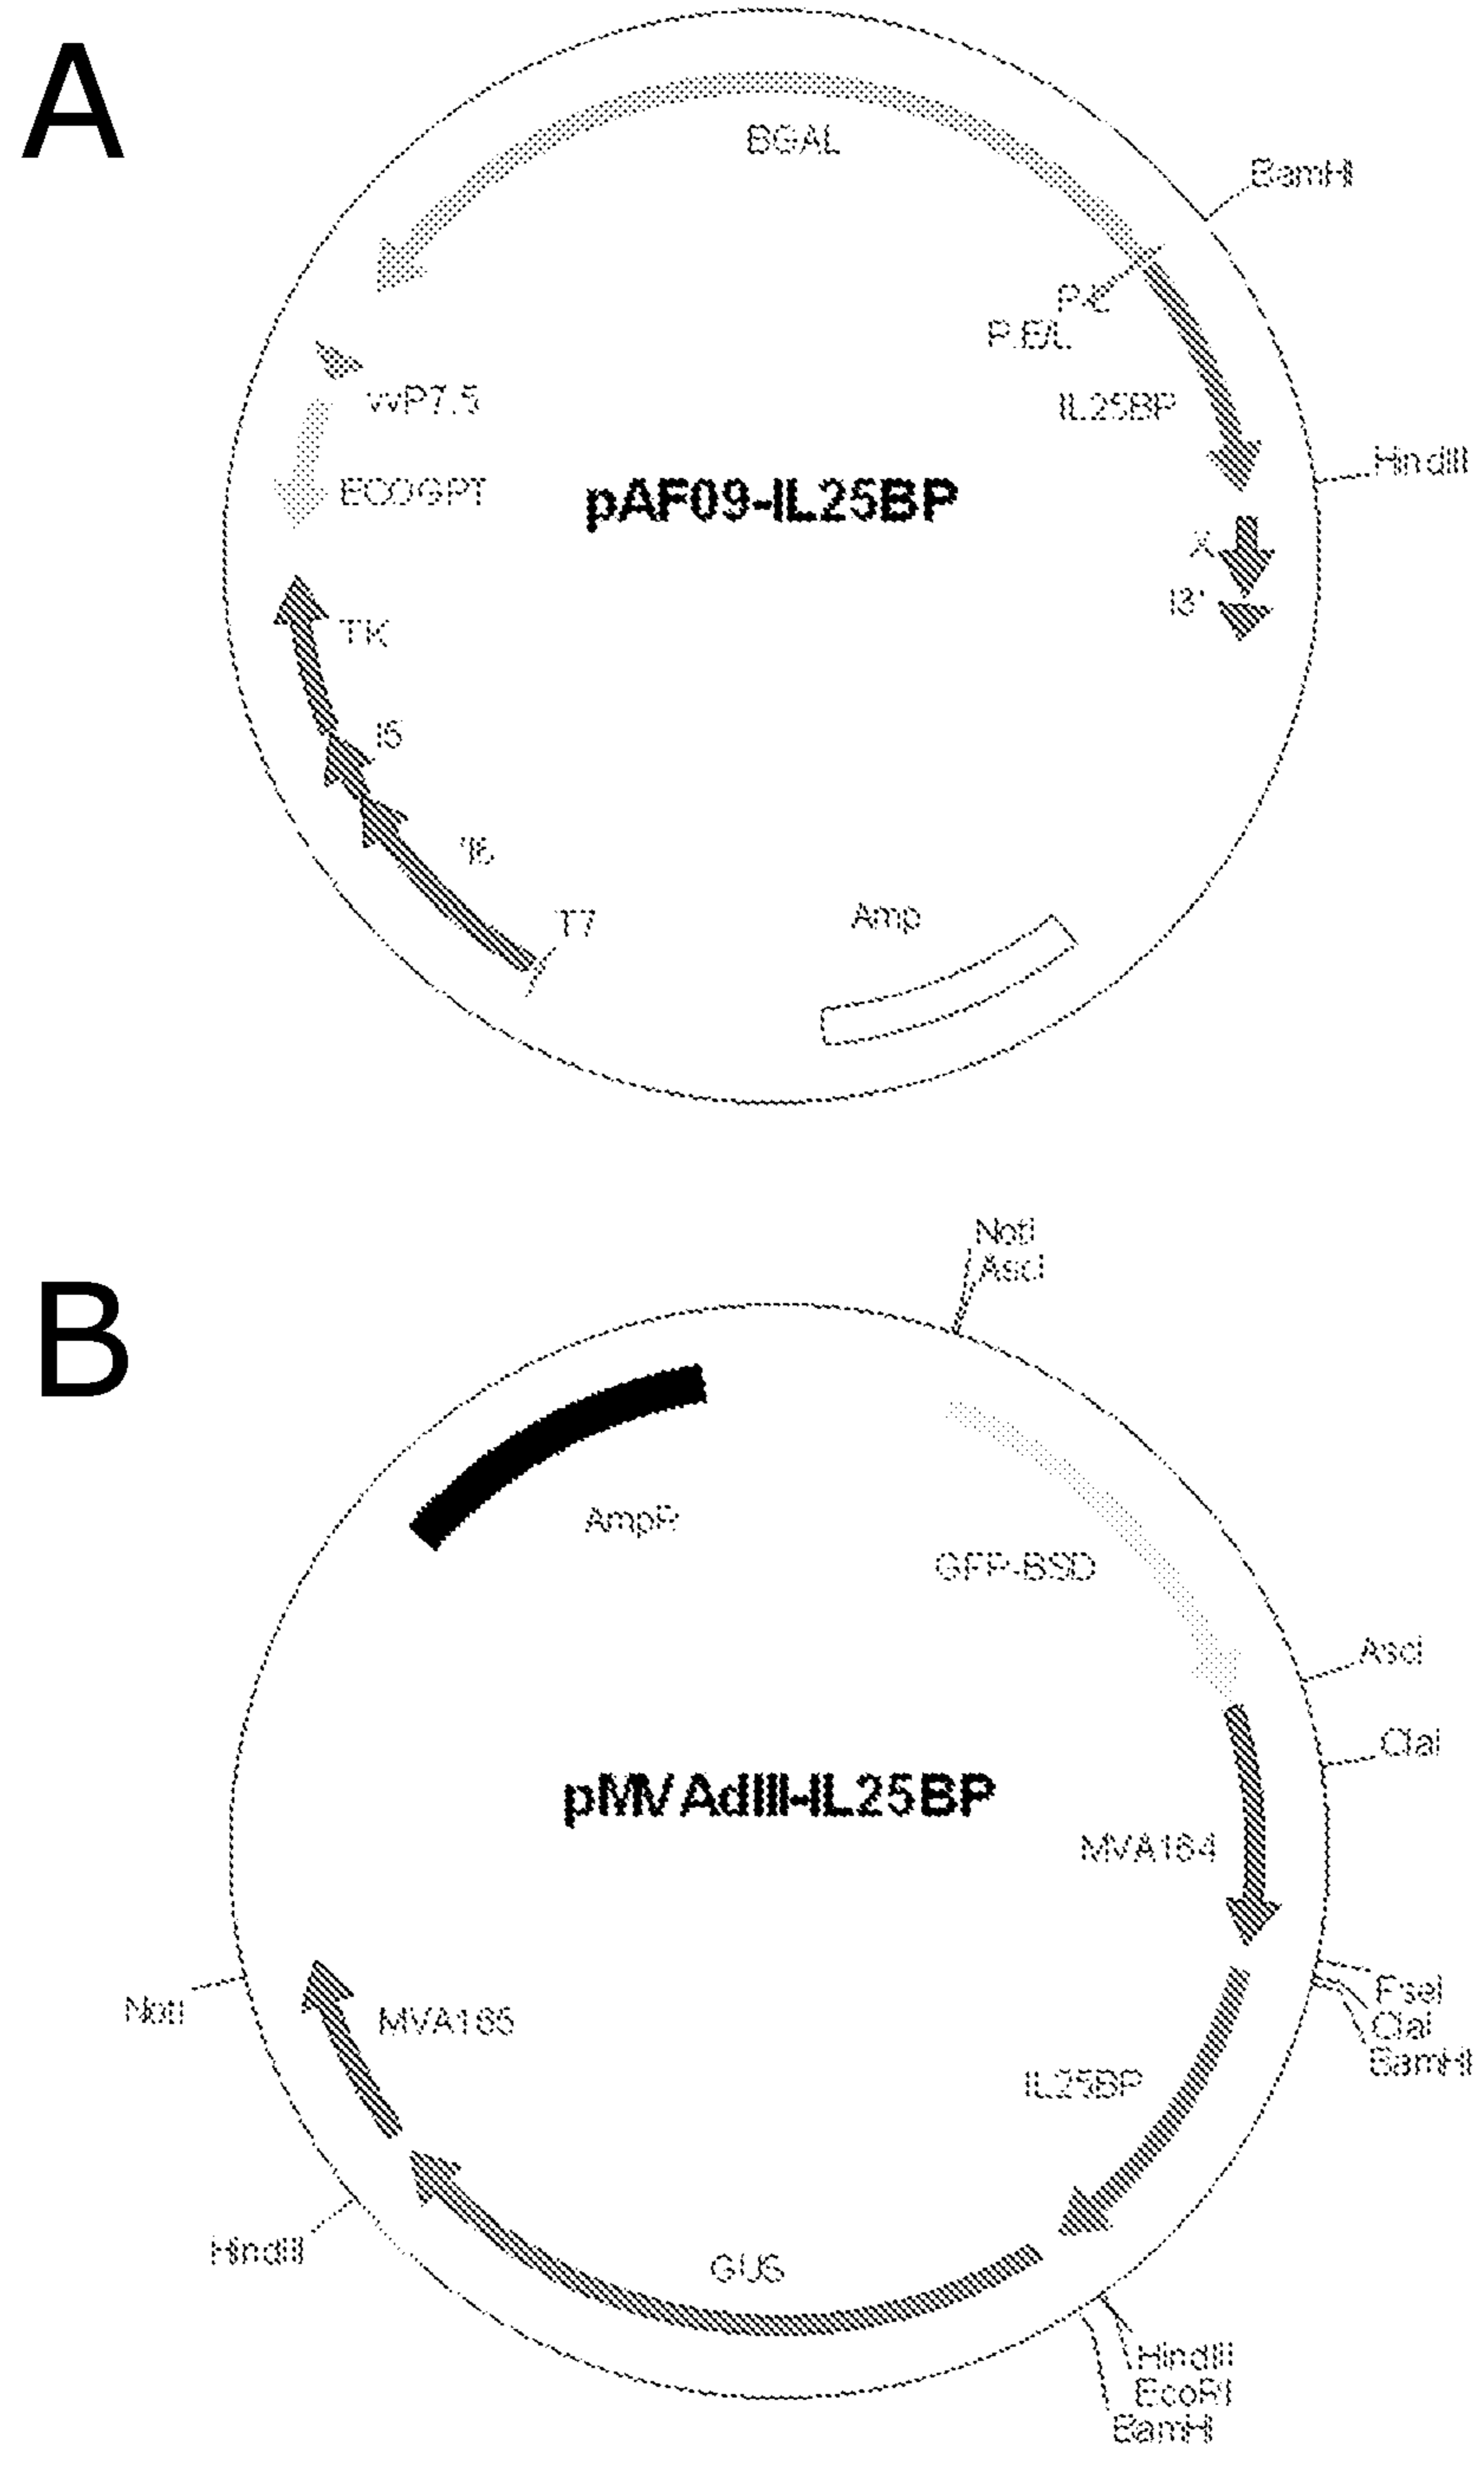 A
BGAL
BamHI
P4
P.E/L
IL25BP
VVP7.5
HindIII
ECOGPT
pAF09-IL25BP
X
I3'
TK
I5
T7
Amp
NotI
AscI
B
AmpR
GFP-BSD
AscI
ClaI
pMVAdIII-IL25BP
MVA164
FseI
NotI
MVA165
ClaI
BamHI
IL25BP
HindIII
GUS
HindIII
EcoRI
BamHI